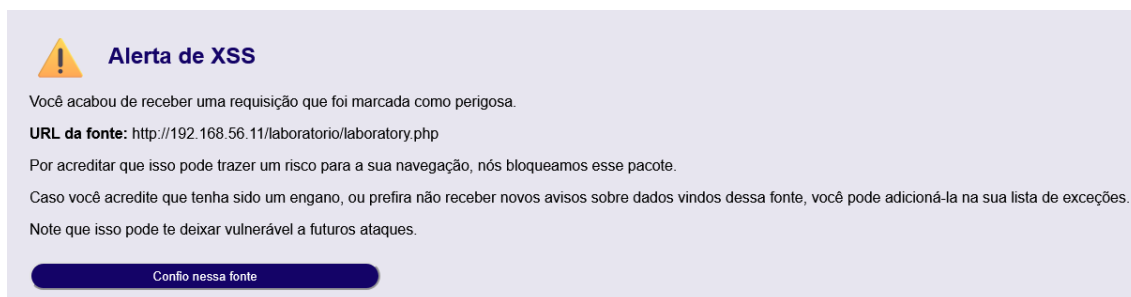 Alerta de XSS
Você acabou de receber uma requisição que foi marcada como perigosa.
URL da fonte: http://192.168.56.11/laboratorio/laboratory.php
Por acreditar que isso pode trazer um risco para a sua navegação, nós bloqueamos esse pacote.
Caso você acredite que tenha sido um engano, ou prefira não receber novos avisos sobre dados vindos dessa fonte, você pode adicioná-la na sua lista de exceções.
Note que isso pode te deixar vulnerável a futuros ataques.
Confio nessa fonte